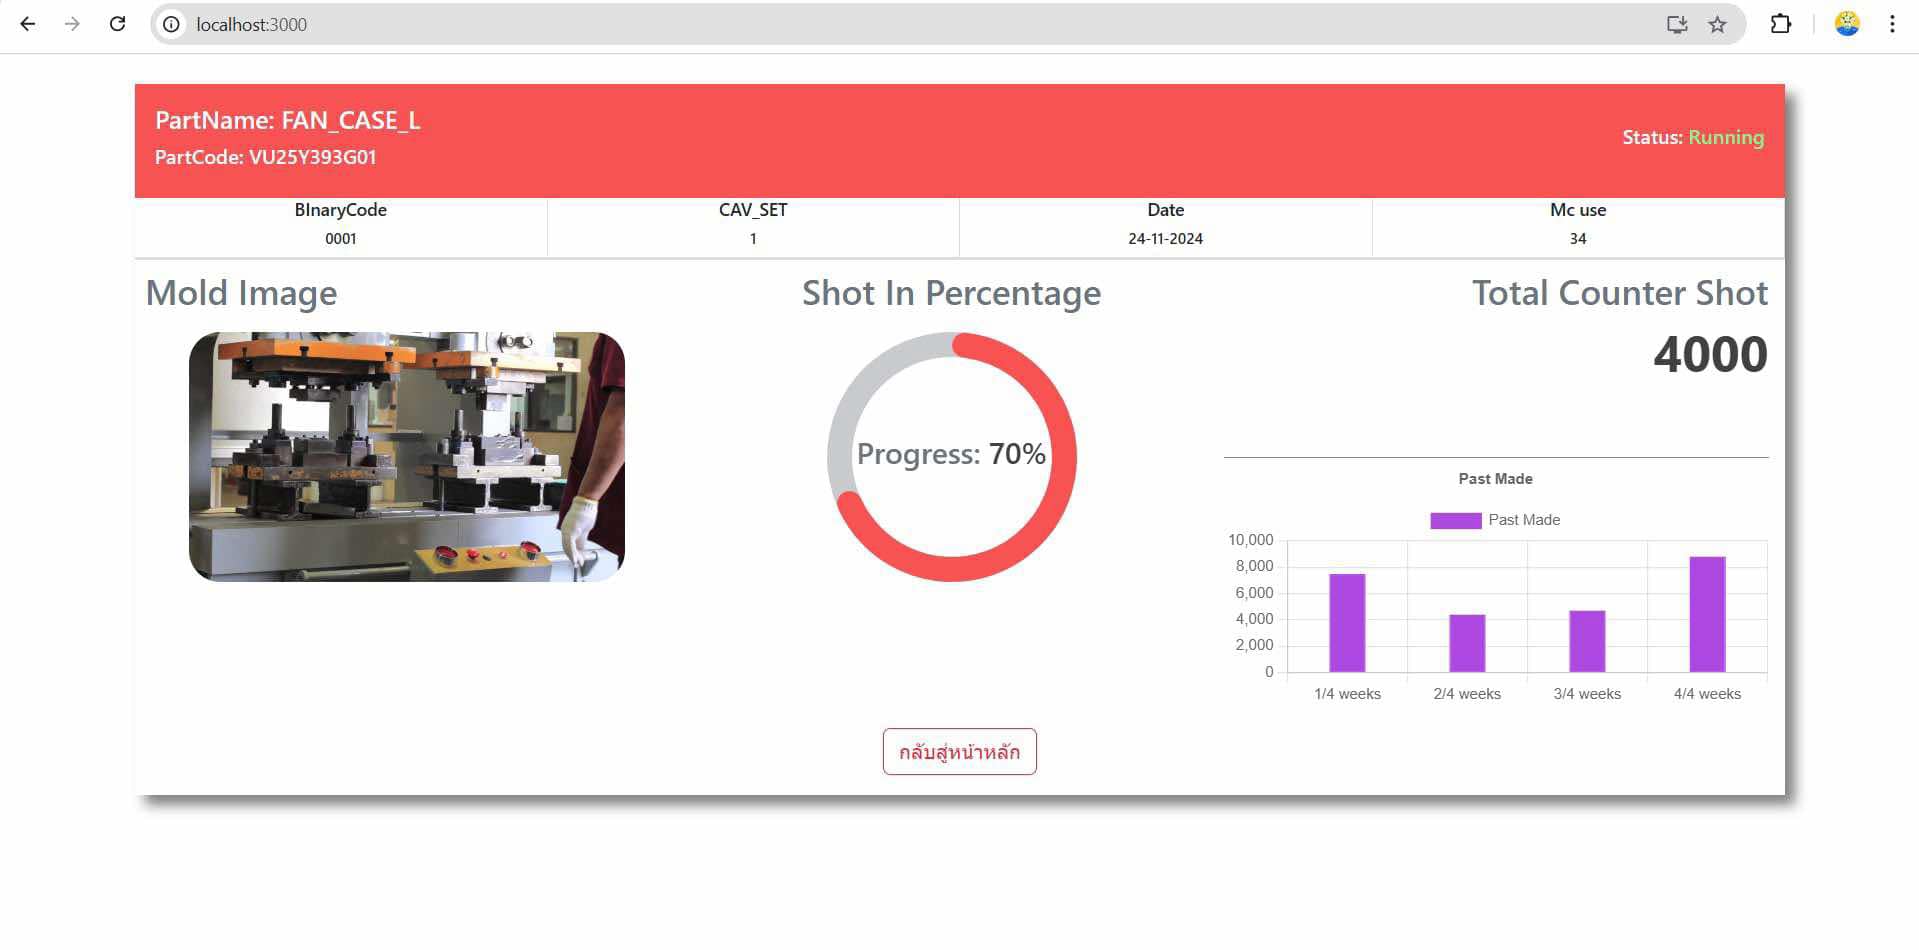 localhost:3000
PartName: FAN_CASE_L
PartCode: VU25Y393G01
Status: Running
BInaryCode
0001
CAV_SET
1
Date
24-11-2024
Mc use
34
Mold Image
Shot In Percentage
Progress: 70%
Total Counter Shot
4000
Past Made
Past Made
10,000
8,000
6,000
4,000
2,000
0
1/4 weeks
2/4 weeks
3/4 weeks
4/4 weeks
กลับสู่หน้าหลัก